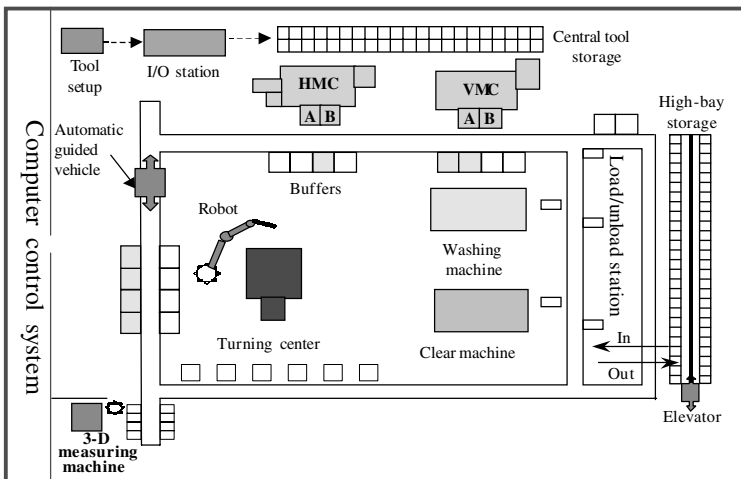 Central tool
storage
Tool
setup
I/O station
HMC
A B
VMC
A B
High-bay
storage
Computer control system
Automatic
guided
vehicle
Buffers
Robot
Load/unload station
Washing
machine
Turning center
Clear machine
In
Out
Elevator
3-D
measuring
machine